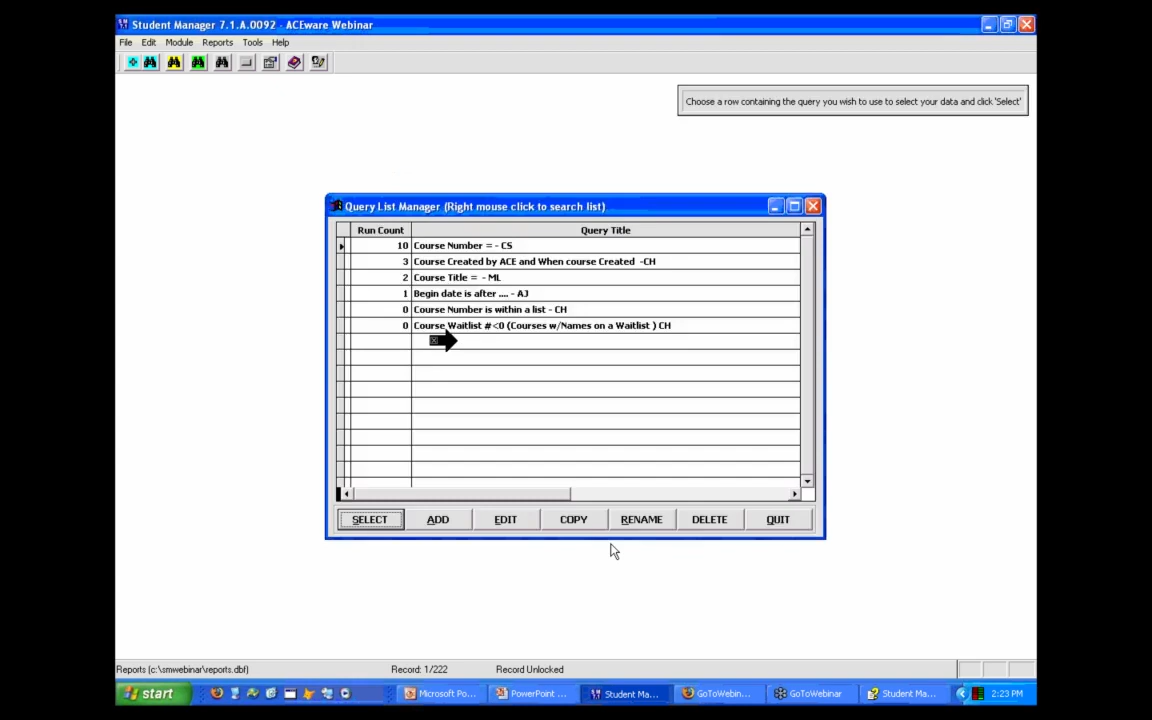 Student Manager 7.1.A.0092 - ACEware Webinar
File Edit Module Reports Tools Help
Choose a row containing the query you wish to use to select your data and click 'Select'
Query List Manager (Right mouse click to search list)
Run Count Query Title
10 Course Number = - CS
3 Course Created by ACE and When course Created -CH
2 Course Title = - ML
1 Begin date is after .... - AJ
0 Course Number is within a list - CH
0 Course Waitlist #<0 (Courses w/Names on a Waitlist ) CH
SELECT ADD EDIT COPY RENAME DELETE QUIT
Reports (c:\smwebinar\reports.dbf) Record: 1/222 Record Unlocked
start Microsoft Po... PowerPoint ... Student Ma... GoToWebin... GoToWebinar Student Ma... 2:23 PM